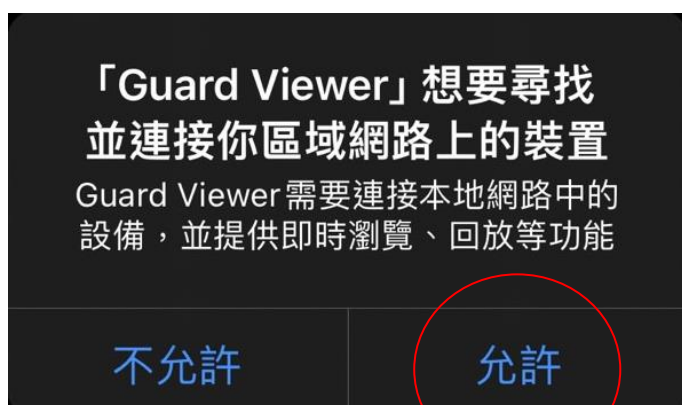 「Guard Viewer」想要尋找
並連接你區域網路上的裝置
Guard Viewer需要連接本地網路中的
設備，並提供即時瀏覽、回放等功能
不允許 允許